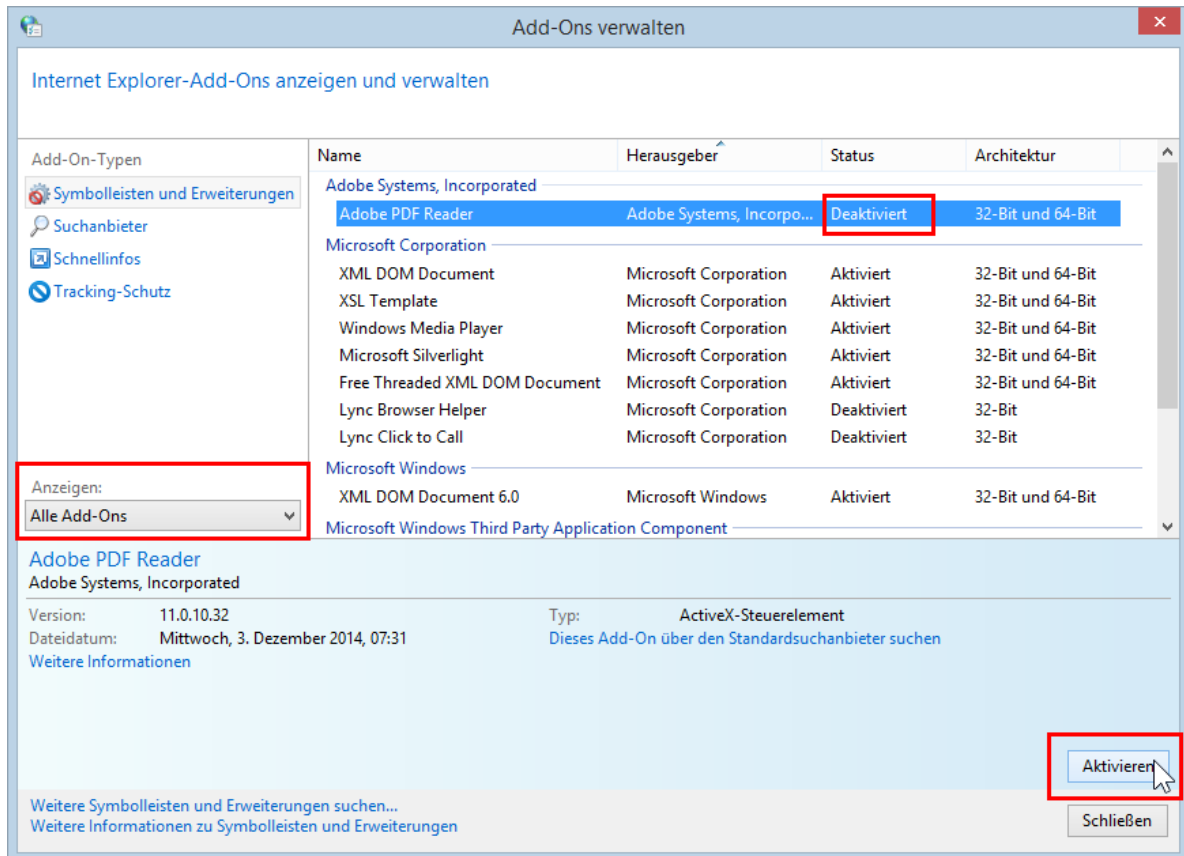 Add-Ons verwalten
Internet Explorer-Add-Ons anzeigen und verwalten
Add-On-Typen
Symbolleisten und Erweiterungen
Suchanbieter
Schnellinfos
Tracking-Schutz
Anzeigen:
Alle Add-Ons
Name Herausgeber Status Architektur
Adobe Systems, Incorporated
Adobe PDF Reader Adobe Systems, Incorpo... Deaktiviert 32-Bit und 64-Bit
Microsoft Corporation
XML DOM Document Microsoft Corporation Aktiviert 32-Bit und 64-Bit
XSL Template Microsoft Corporation Aktiviert 32-Bit und 64-Bit
Windows Media Player Microsoft Corporation Aktiviert 32-Bit und 64-Bit
Microsoft Silverlight Microsoft Corporation Aktiviert 32-Bit und 64-Bit
Free Threaded XML DOM Document Microsoft Corporation Aktiviert 32-Bit und 64-Bit
Lync Browser Helper Microsoft Corporation Deaktiviert 32-Bit
Lync Click to Call Microsoft Corporation Deaktiviert 32-Bit
Microsoft Windows
XML DOM Document 6.0 Microsoft Windows Aktiviert 32-Bit und 64-Bit
Microsoft Windows Third Party Application Component
Adobe PDF Reader
Adobe Systems, Incorporated
Version: 11.0.10.32 Typ: ActiveX-Steuerelement
Dateidatum: Mittwoch, 3. Dezember 2014, 07:31 Dieses Add-On über den Standardsuchanbieter suchen
Weitere Informationen
Aktivieren
Weitere Symbolleisten und Erweiterungen suchen...
Weitere Informationen zu Symbolleisten und Erweiterungen
Schließen